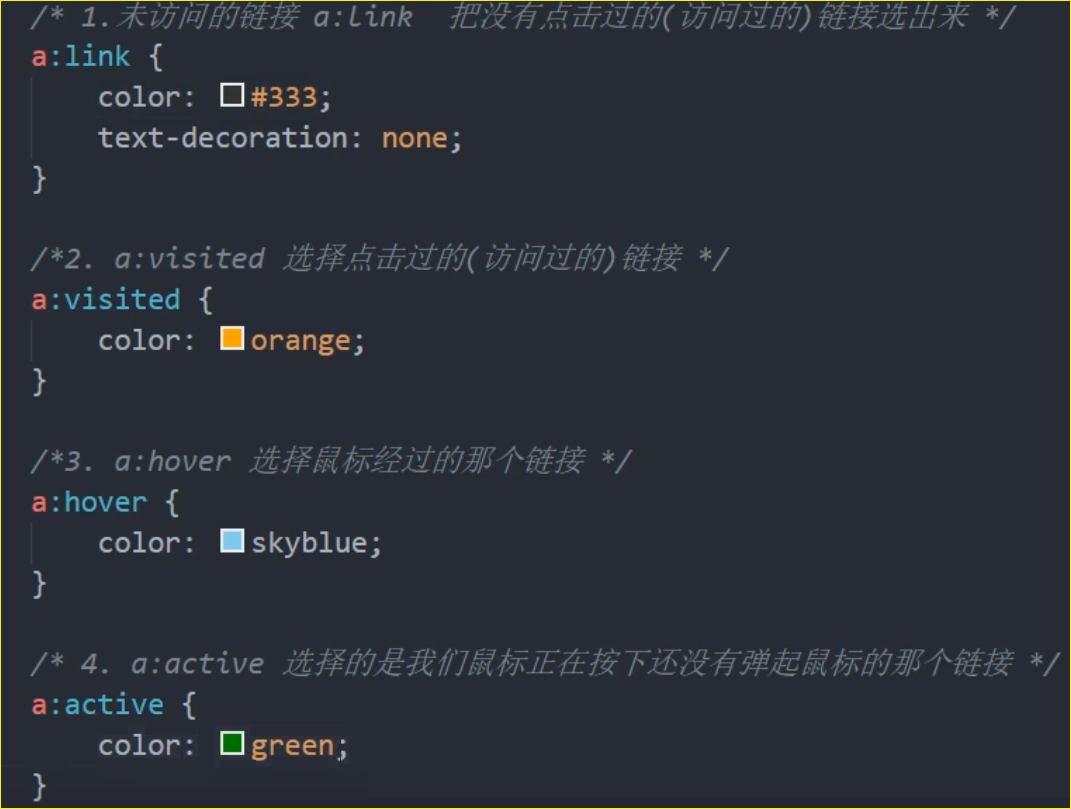 /* 1.未访问的链接 a:link  把没有点击过的(访问过的)链接选出来 */
a:link {
    color: #333;
    text-decoration: none;
}
/*2. a:visited 选择点击过的(访问过的)链接 */
a:visited {
    color: orange;
}
/*3. a:hover 选择鼠标经过的那个链接 */
a:hover {
    color: skyblue;
}
/* 4. a:active 选择的是我们鼠标正在按下还没有弹起鼠标的那个链接 */
a:active {
    color: green;
}